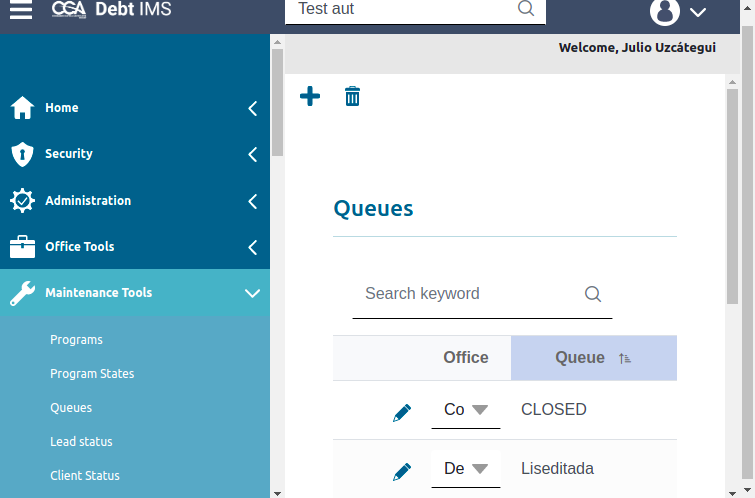 CGA Debt IMS
Test aut
Welcome, Julio Uzcátegui
Home
Security
Administration
Office Tools
Maintenance Tools
Programs
Program States
Queues
Lead status
Client Status
Queues
Search keyword
Office Queue
Co CLOSED
De Liseditada